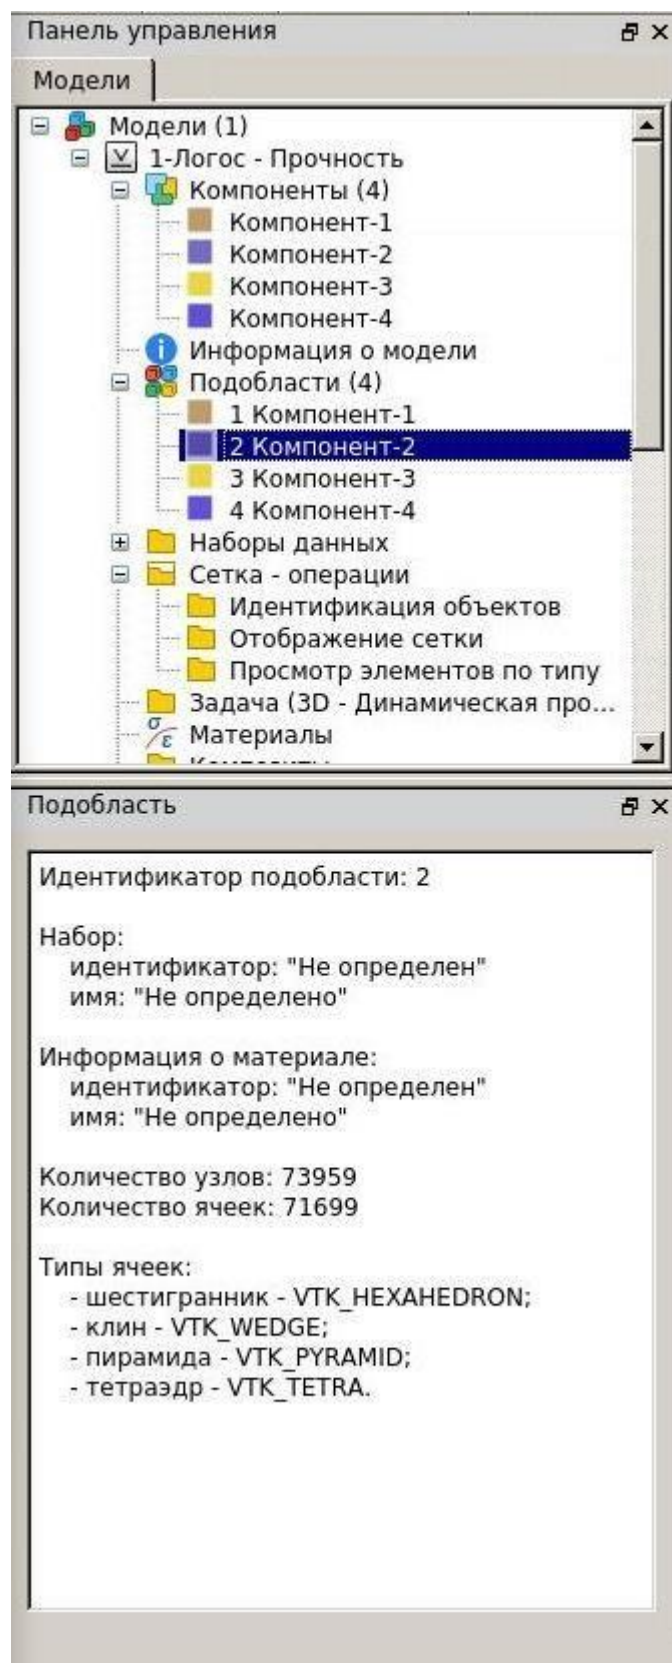 Панель управления
Модели
Модели (1)
1-Логос - Прочность
Компоненты (4)
Компонент-1
Компонент-2
Компонент-3
Компонент-4
Информация о модели
Подобласти (4)
1 Компонент-1
2 Компонент-2
3 Компонент-3
4 Компонент-4
Наборы данных
Сетка - операции
Идентификация объектов
Отображение сетки
Просмотр элементов по типу
Задача (3D - Динамическая про...
Материалы
Подобласть
Идентификатор подобласти: 2
Набор:
идентификатор: "Не определен"
имя: "Не определено"
Информация о материале:
идентификатор: "Не определен"
имя: "Не определено"
Количество узлов: 73959
Количество ячеек: 71699
Типы ячеек:
- шестигранник - VTK_HEXAHEDRON;
- клин - VTK_WEDGE;
- пирамида - VTK_PYRAMID;
- тетраэдр - VTK_TETRA.